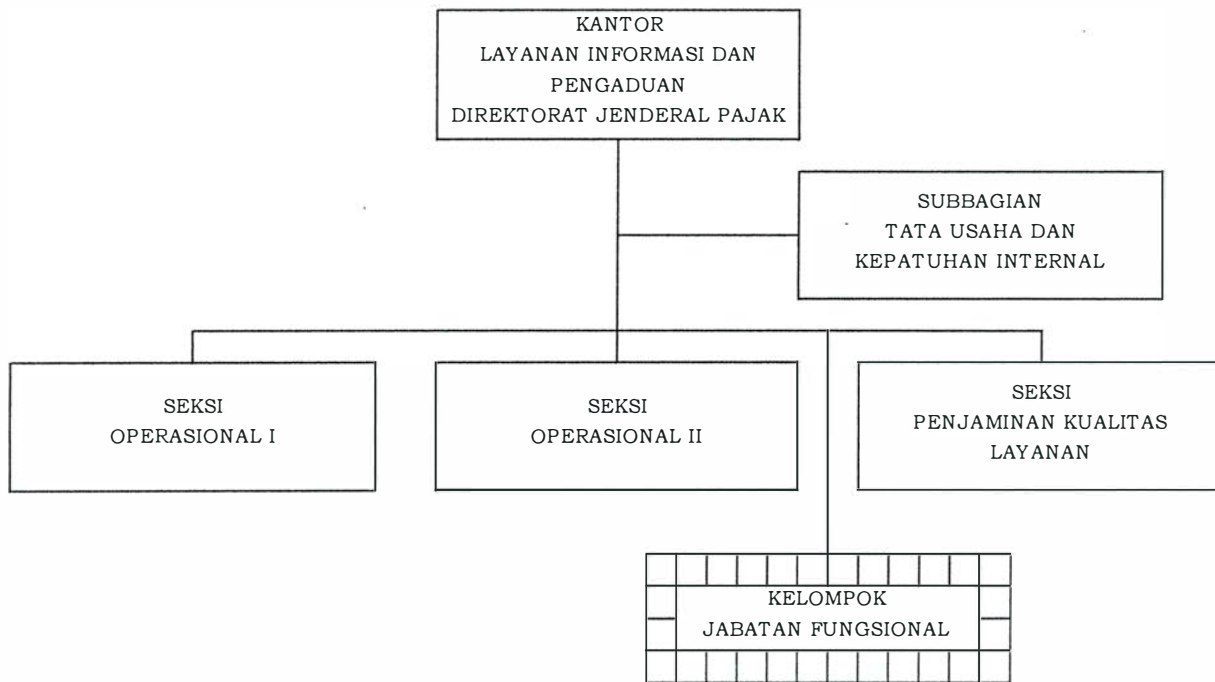 KANTOR
LAYANAN INFORMASI DAN
PENGADUAN
DIREKTORAT JENDERAL PAJAK
SUBBAGIAN
TATA USAHA DAN
KEPATUHAN INTERNAL
SEKSI
OPERASIONAL I
SEKSI
OPERASIONAL II
SEKSI
PENJAMINAN KUALITAS
LAYANAN
KELOMPOK
JABATAN FUNGSIONAL